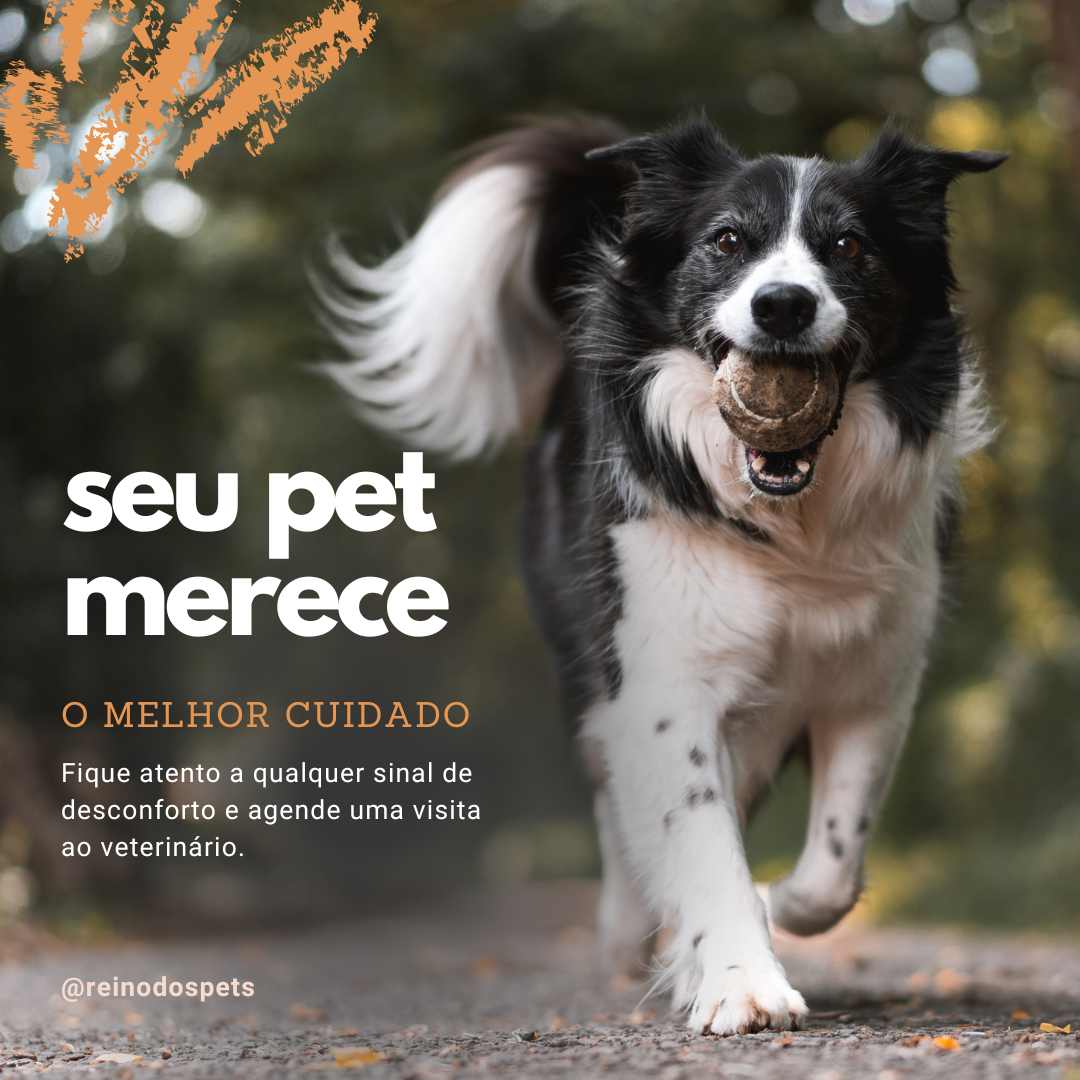 seu pet
merece
O MELHOR CUIDADO
Fique atento a qualquer sinal de
desconforto e agende uma visita
ao veterinário.
@reinodospets